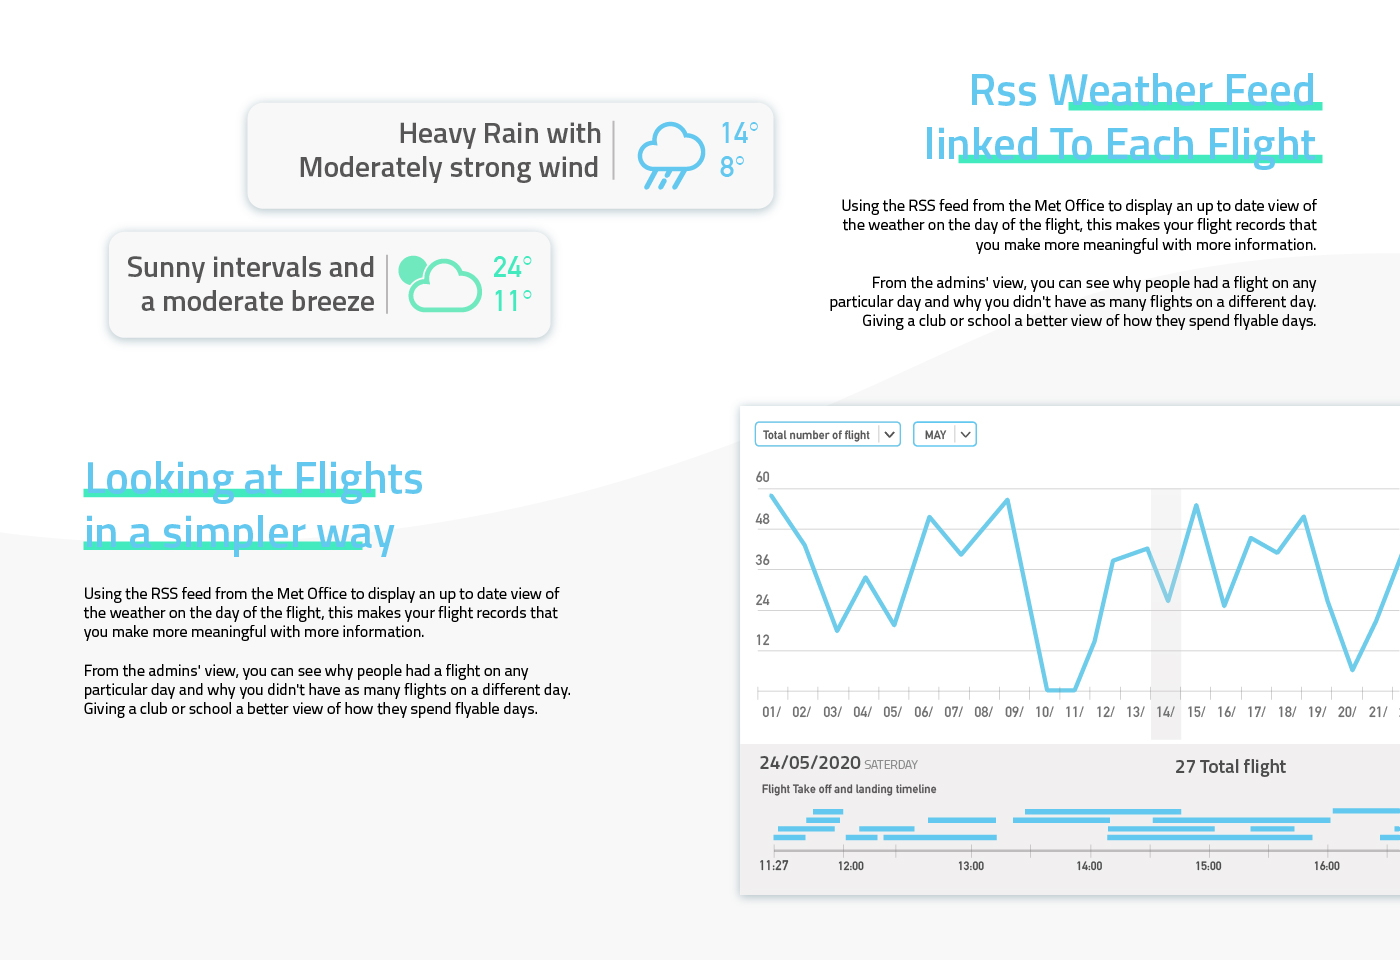 Heavy Rain with
Moderately strong wind
14°
8°
Sunny intervals and
a moderate breeze
24°
11°
Rss Weather Feed
linked To Each Flight
Using the RSS feed from the Met Office to display an up to date view of
the weather on the day of the flight, this makes your flight records that
you make more meaningful with more information.
From the admins' view, you can see why people had a flight on any
particular day and why you didn't have as many flights on a different day.
Giving a club or school a better view of how they spend flyable days.
Looking at Flights
in a simpler way
Using the RSS feed from the Met Office to display an up to date view of
the weather on the day of the flight, this makes your flight records that
you make more meaningful with more information.
From the admins' view, you can see why people had a flight on any
particular day and why you didn't have as many flights on a different day.
Giving a club or school a better view of how they spend flyable days.
Total number of flight MAY
60
48
36
24
12
01/ 02/ 03/ 04/ 05/ 06/ 07/ 08/ 09/ 10/ 11/ 12/ 13/ 14/ 15/ 16/ 17/ 18/ 19/ 20/ 21/
24/05/2020 SATERDAY 27 Total flight
Flight Take off and landing timeline
11:27 12:00 13:00 14:00 15:00 16:00